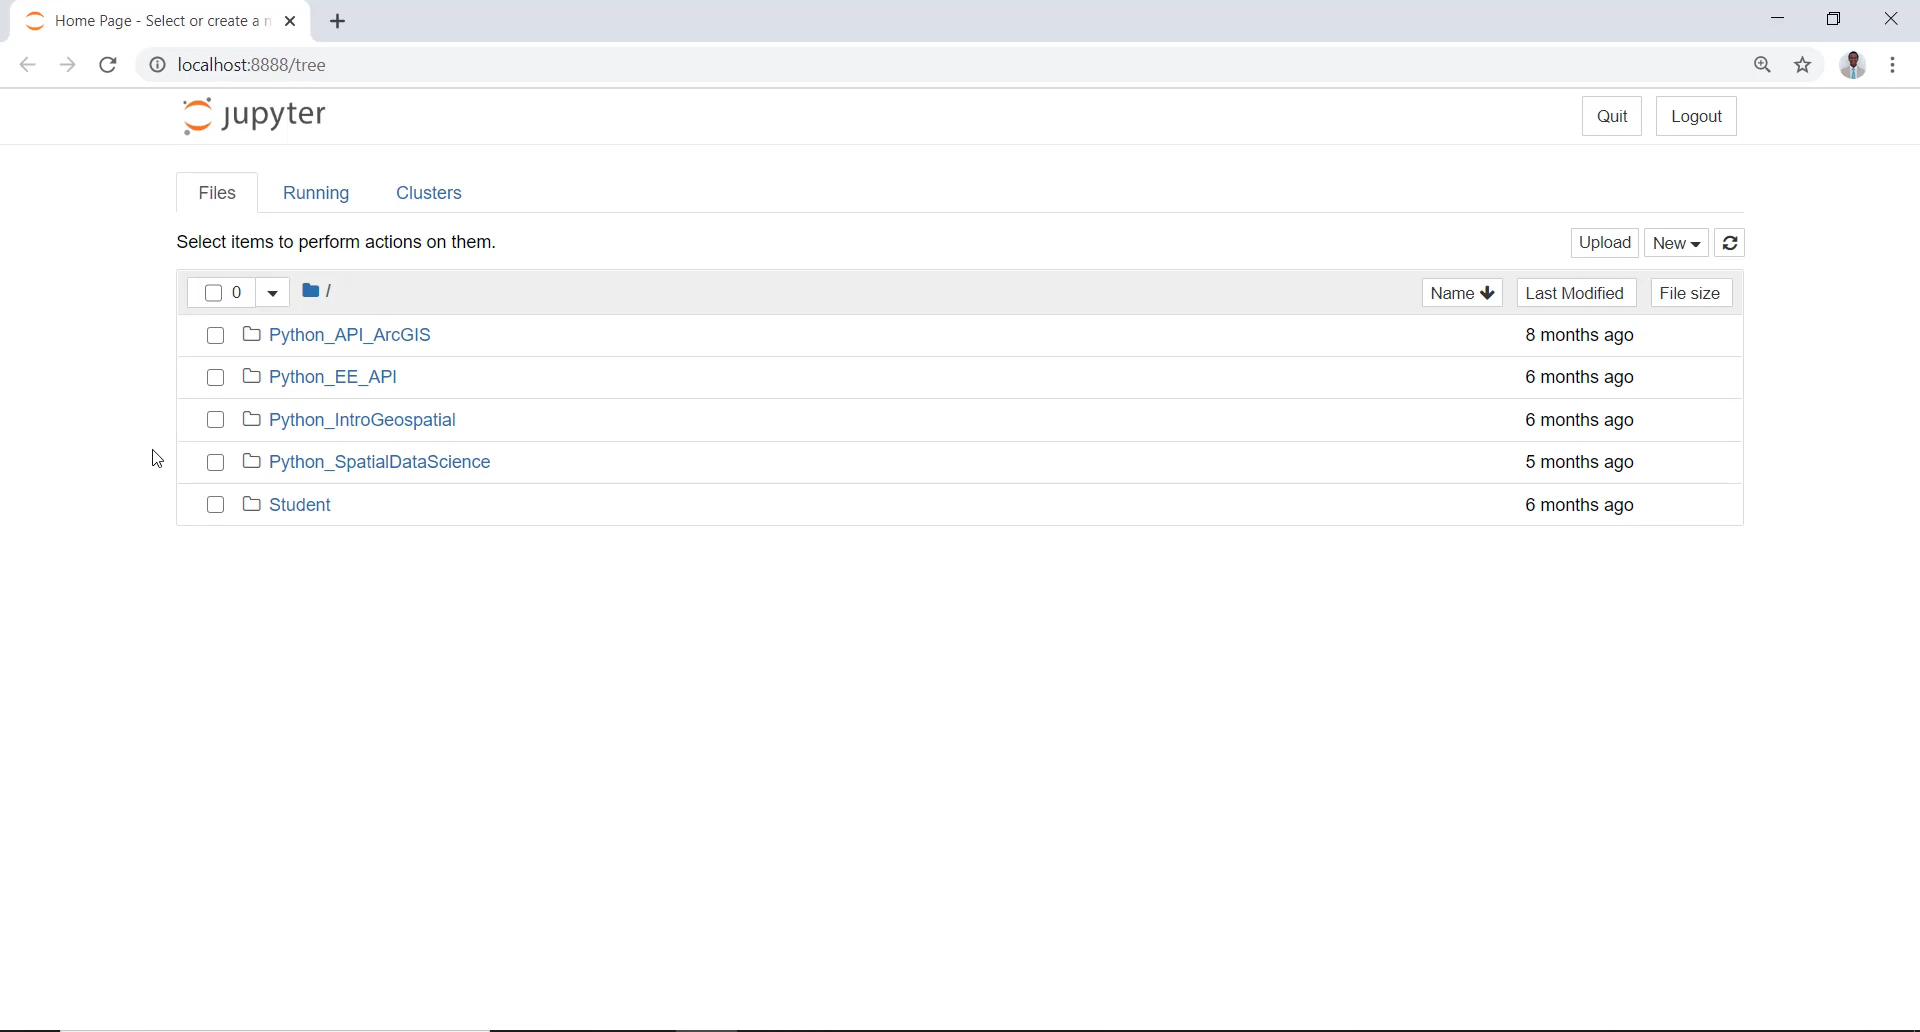 Home Page - Select or create a n
localhost:8888/tree
jupyter
Quit
Logout
Files
Running
Clusters
Select items to perform actions on them.
Upload
New
0
/
Name
Last Modified
File size
Python_API_ArcGIS
8 months ago
Python_EE_API
6 months ago
Python_IntroGeospatial
6 months ago
Python_SpatialDataScience
5 months ago
Student
6 months ago